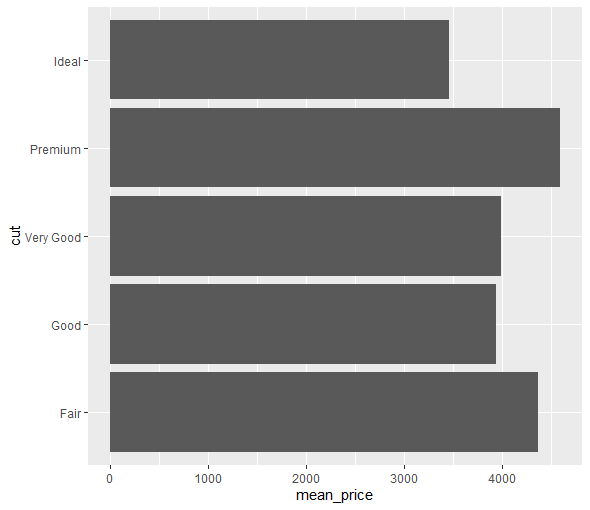 Ideal
Premium
Very Good
Good
Fair
cut
0 1000 2000 3000 4000
mean_price